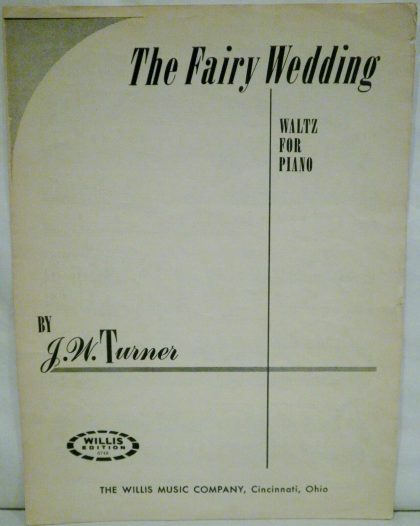 The Fairy Wedding
WALTZ
FOR
PIANO
BY
J.W. Turner
WILLIS
EDITION
THE WILLIS MUSIC COMPANY, Cincinnati, Ohio